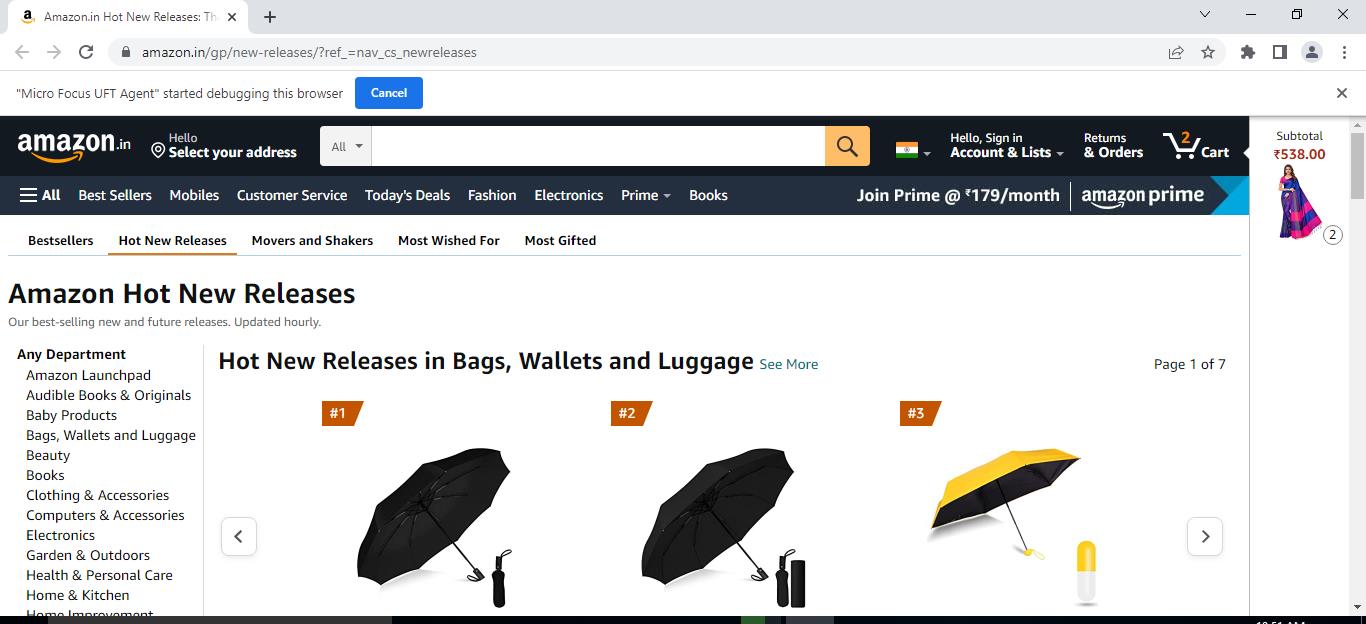 Amazon.in Hot New Releases: Th
amazon.in/gp/new-releases/?ref_=nav_cs_newreleases
"Micro Focus UFT Agent" started debugging this browser
Cancel
amazon.in
Hello
Select your address
All
Hello, Sign in
Account & Lists
Returns
& Orders
2
Cart
Subtotal
₹538.00
2
All
Best Sellers
Mobiles
Customer Service
Today's Deals
Fashion
Electronics
Prime
Books
Join Prime @ ₹179/month
amazon prime
Bestsellers
Hot New Releases
Movers and Shakers
Most Wished For
Most Gifted
Amazon Hot New Releases
Our best-selling new and future releases. Updated hourly.
Any Department
Amazon Launchpad
Audible Books & Originals
Baby Products
Bags, Wallets and Luggage
Beauty
Books
Clothing & Accessories
Computers & Accessories
Electronics
Garden & Outdoors
Health & Personal Care
Home & Kitchen
Home Improvement
Hot New Releases in Bags, Wallets and Luggage See More
Page 1 of 7
#1
#2
#3